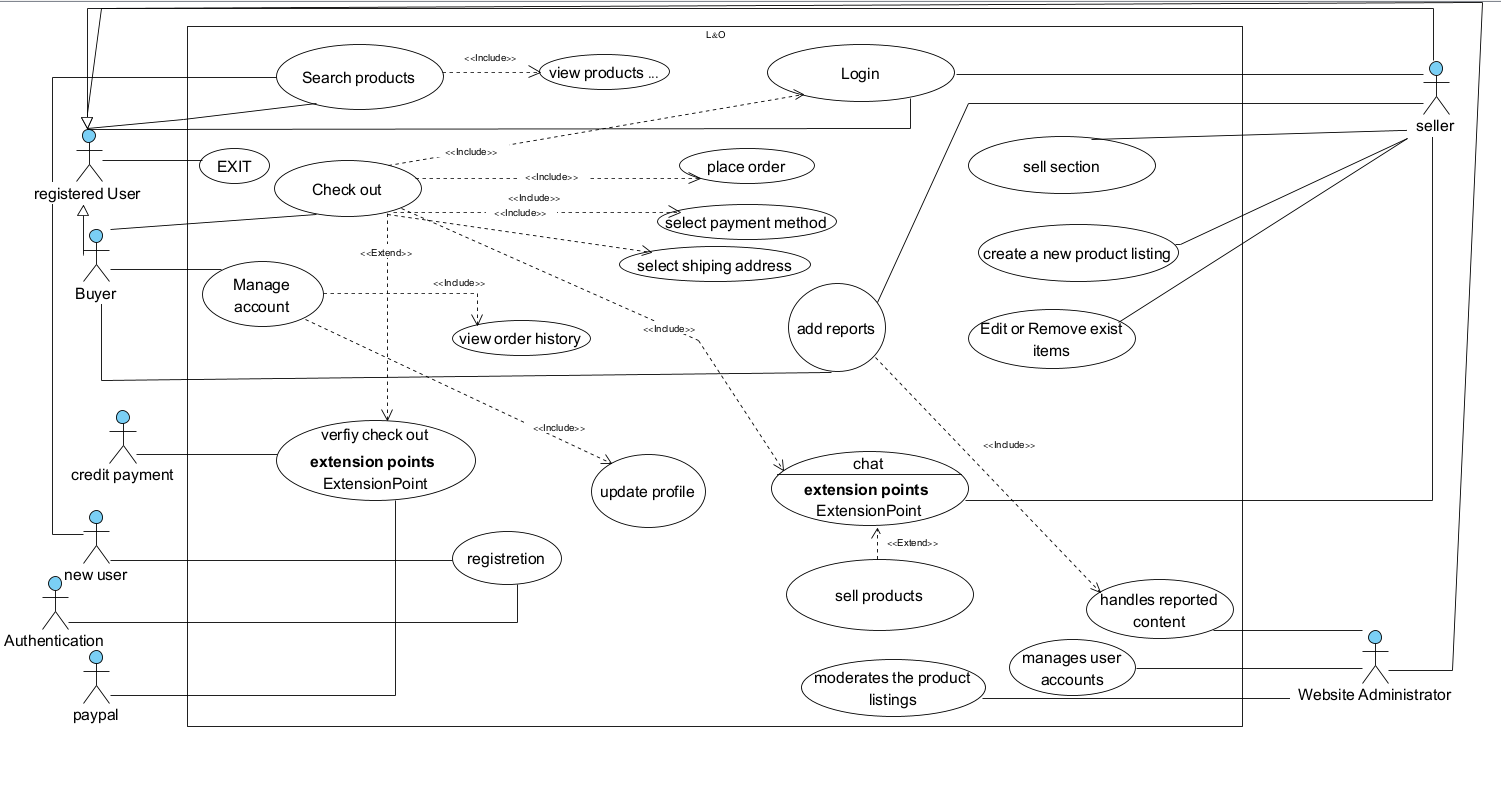 L&O
Search products
<<Include>>
view products ...
Login
seller
<<Include>>
EXIT
registered User
Check out
<<Include>>
place order
sell section
<<Include>>
<<Include>>
select payment method
<<Extend>>
select shiping address
create a new product listing
Buyer
Manage
account
<<Include>>
view order history
<<Include>>
add reports
Edit or Remove exist
items
credit payment
verfiy check out
extension points
ExtensionPoint
<<Include>>
update profile
<<Include>>
chat
extension points
ExtensionPoint
<<Extend>>
new user
registretion
sell products
Authentication
handles reported
content
paypal
manages user
accounts
moderates the product
listings
Website Administrator